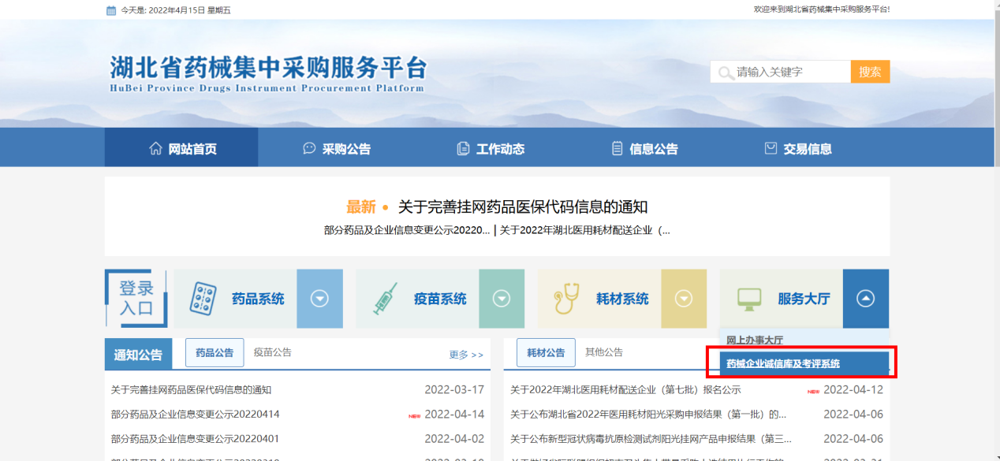 今天是: 2022年4月15日 星期五
欢迎来到湖北省药械集中采购服务平台!
湖北省药械集中采购服务平台
HuBei Province Drugs Instrument Procurement Platform
请输入关键字
搜索
网站首页
采购公告
工作动态
信息公告
交易信息
最新 • 关于完善挂网药品医保代码信息的通知
部分药品及企业信息变更公示20220... | 关于2022年湖北医用耗材配送企业（...
登录
入口
药品系统
疫苗系统
耗材系统
服务大厅
网上办事大厅
药械企业诚信库及考评系统
通知公告
药品公告
疫苗公告
更多 >>
关于完善挂网药品医保代码信息的通知 2022-03-17
部分药品及企业信息变更公示20220414 NEW 2022-04-14
部分药品及企业信息变更公示20220401 2022-04-02
耗材公告
其他公告
关于2022年湖北医用耗材配送企业（第七批）报名公示 NEW 2022-04-12
关于公布湖北省2022年医用耗材阳光采购申报结果（第一批）的... 2022-04-06
关于公布新型冠状病毒抗原检测试剂阳光挂网产品申报结果（第三... 2022-04-06